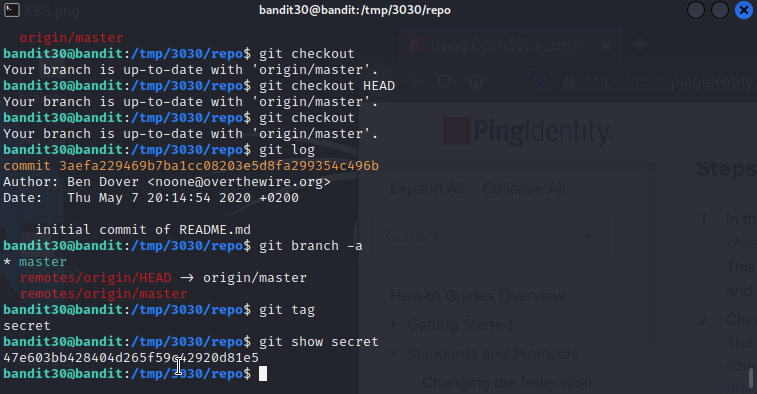 XSS.png
bandit30@bandit:/tmp/3030/repo
origin/master
bandit30@bandit:/tmp/3030/repo$ git checkout
Your branch is up-to-date with 'origin/master'.
bandit30@bandit:/tmp/3030/repo$ git checkout HEAD
Your branch is up-to-date with 'origin/master'.
bandit30@bandit:/tmp/3030/repo$ git checkout
Your branch is up-to-date with 'origin/master'.
bandit30@bandit:/tmp/3030/repo$ git log
commit 3aefa229469b7ba1cc08203e5d8fa299354c496b
Author: Ben Dover <noone@overthewire.org>
Date:   Thu May 7 20:14:54 2020 +0200
initial commit of README.md
bandit30@bandit:/tmp/3030/repo$ git branch -a
* master
remotes/origin/HEAD -> origin/master
remotes/origin/master
bandit30@bandit:/tmp/3030/repo$ git tag
secret
bandit30@bandit:/tmp/3030/repo$ git show secret
47e603bb428404d265f59c42920d81e5
bandit30@bandit:/tmp/3030/repo$
Using OpenSSL s_client
pingidentity.
PingIdentity
Expand All Collapse All
Current
How-to Guides Overview
Getting Started
Standards and Protocols
Changing the federation
Steps
1. In th
This
and
2. Chec
The
com